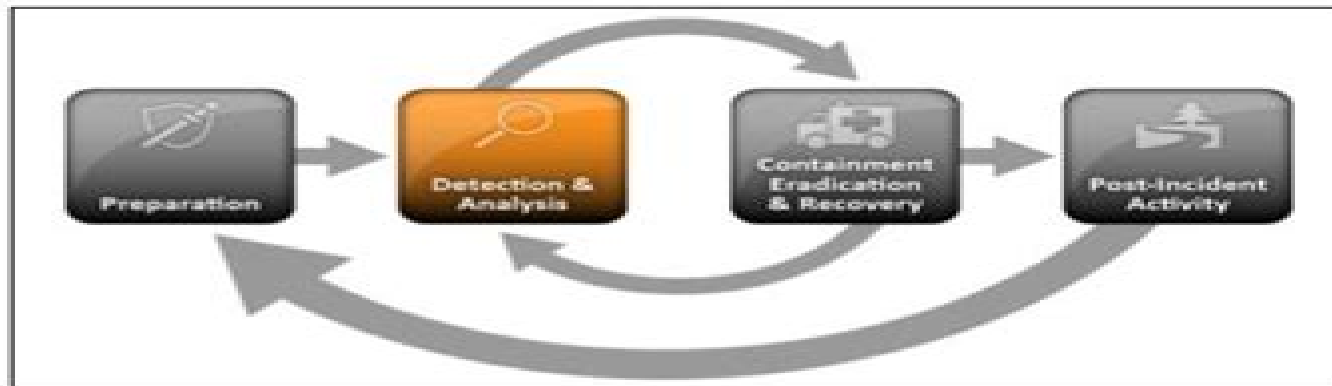 Preparation
Detection &
Analysis
Containment
Eradication
& Recovery
Post-Incident
Activity